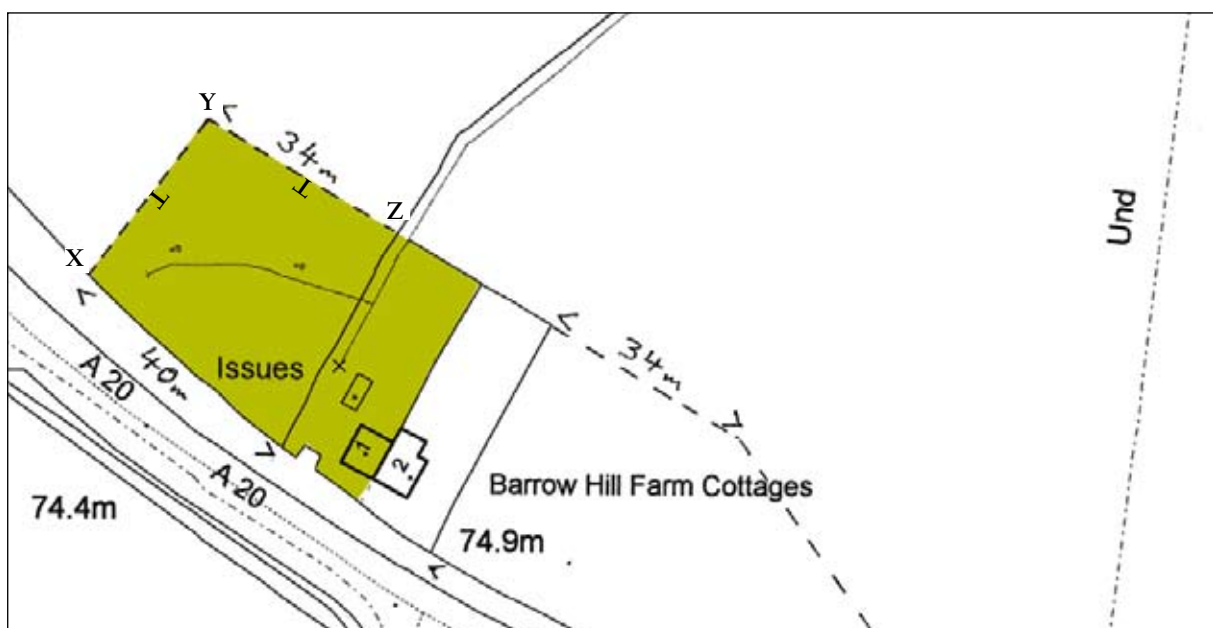 Y
34m
Z
Und
X
40m
34m
A 20
Issues
1
2
A 20
Barrow Hill Farm Cottages
74.4m
74.9m